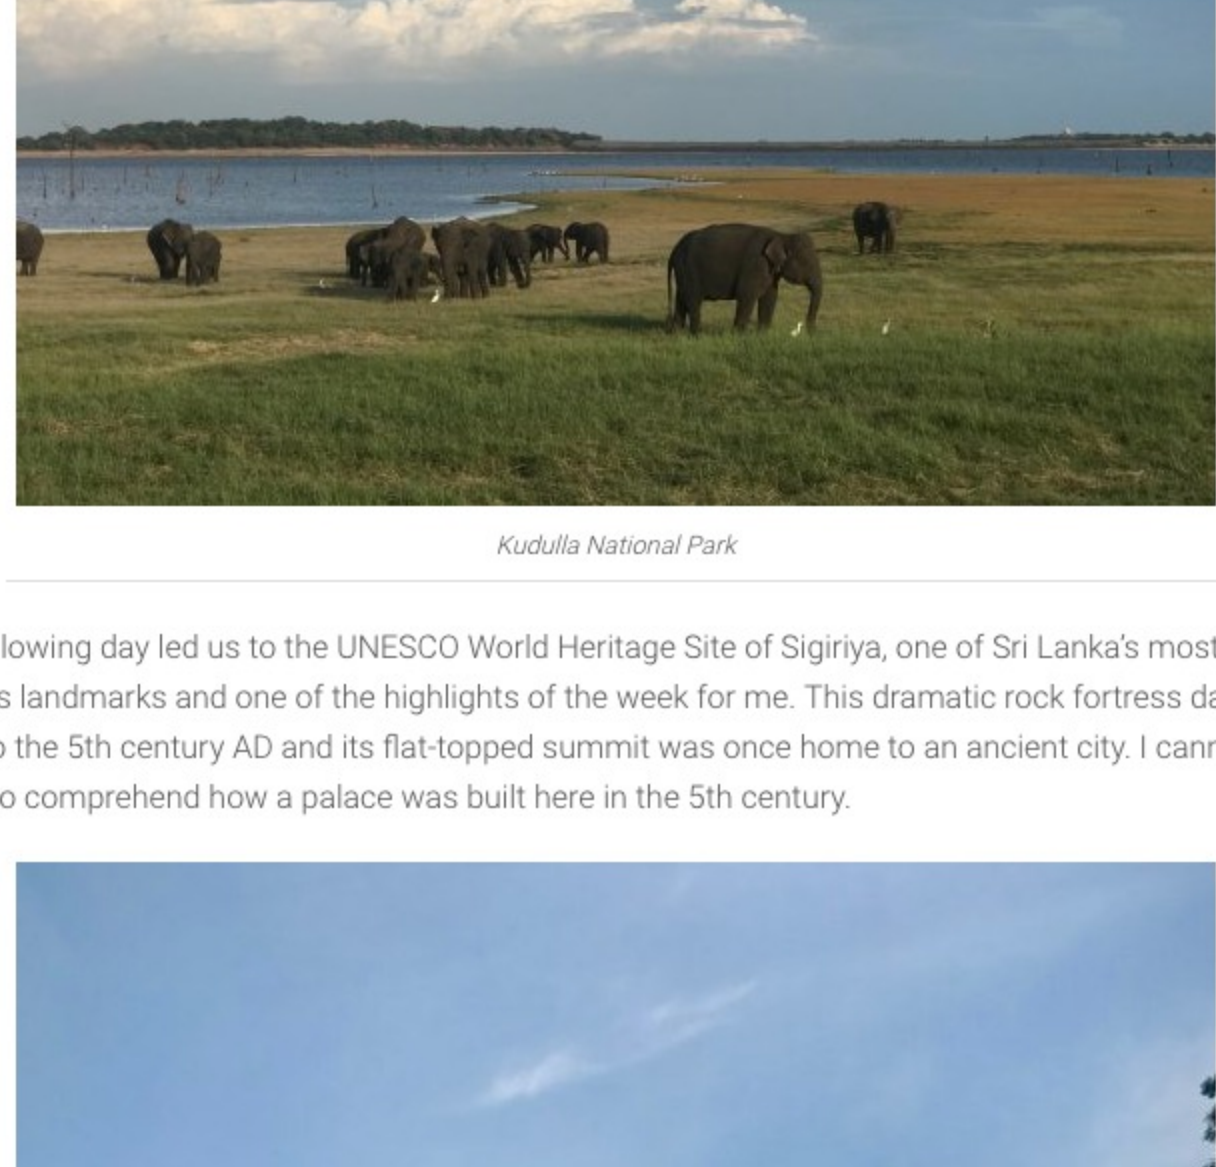 Kudulla National Park
lowing day led us to the UNESCO World Heritage Site of Sigiriya, one of Sri Lanka’s most
s landmarks and one of the highlights of the week for me. This dramatic rock fortress da
o the 5th century AD and its flat-topped summit was once home to an ancient city. I cann
o comprehend how a palace was built here in the 5th century.